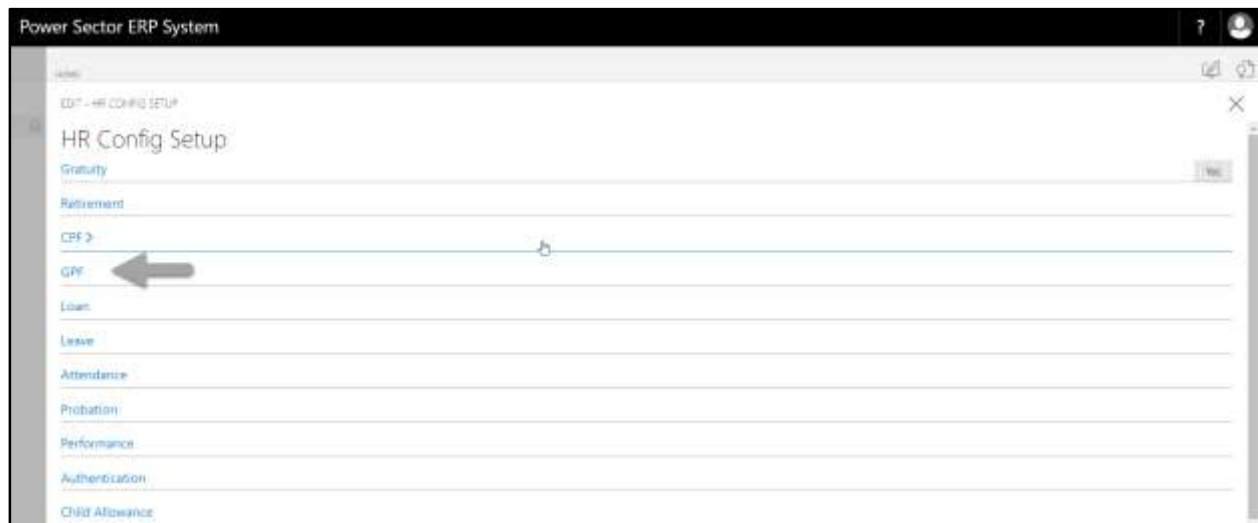 Power Sector ERP System ?
HOME
EDIT - HR CONFIG SETUP
HR Config Setup
Gratuity Yes
Retirement
CPF >
GPF
Loan
Leave
Attendance
Probation
Performance
Authentication
Child Allowance